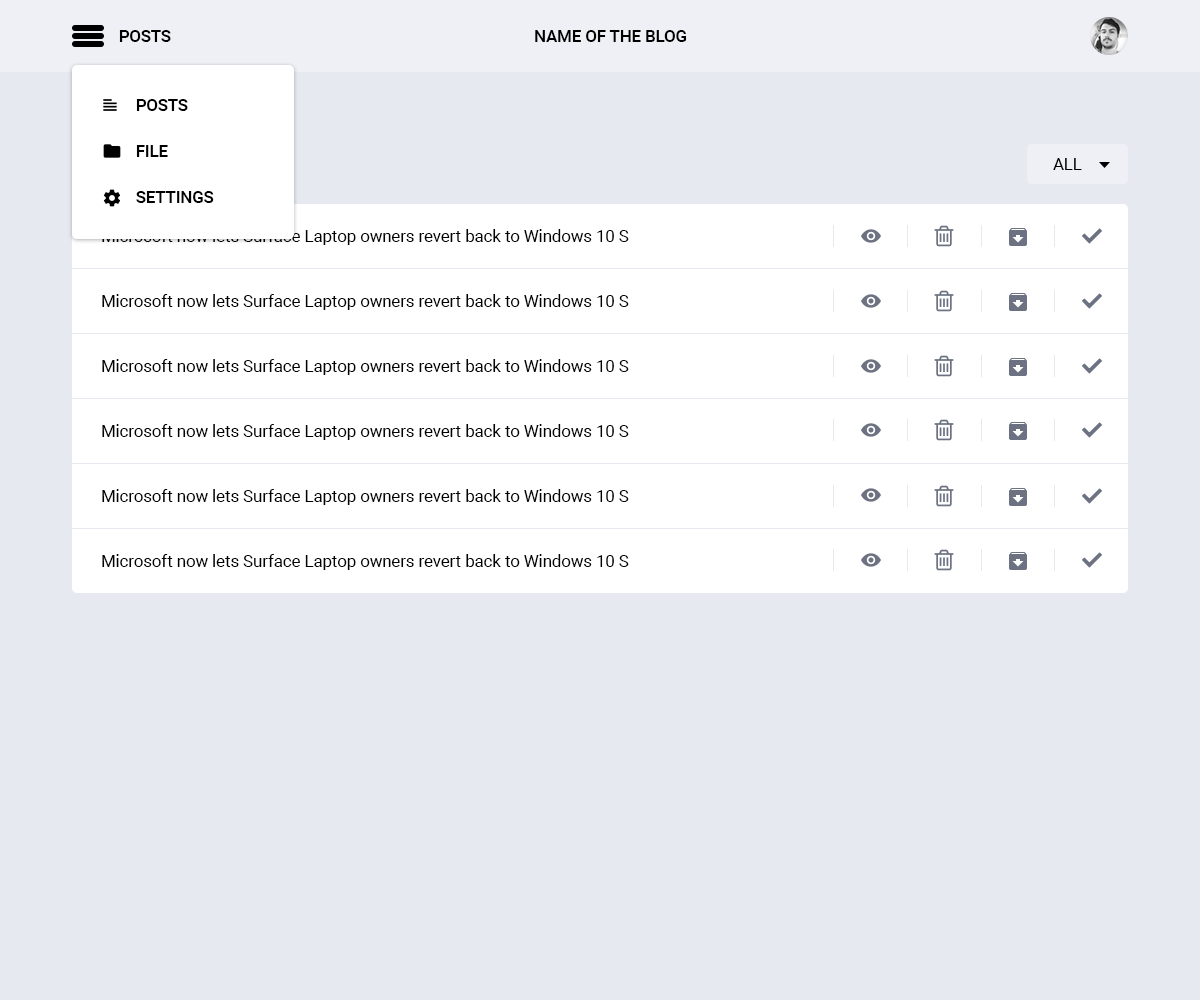 POSTS
NAME OF THE BLOG
POSTS
FILE
SETTINGS
ALL
Microsoft now lets Surface Laptop owners revert back to Windows 10 S
Microsoft now lets Surface Laptop owners revert back to Windows 10 S
Microsoft now lets Surface Laptop owners revert back to Windows 10 S
Microsoft now lets Surface Laptop owners revert back to Windows 10 S
Microsoft now lets Surface Laptop owners revert back to Windows 10 S
Microsoft now lets Surface Laptop owners revert back to Windows 10 S